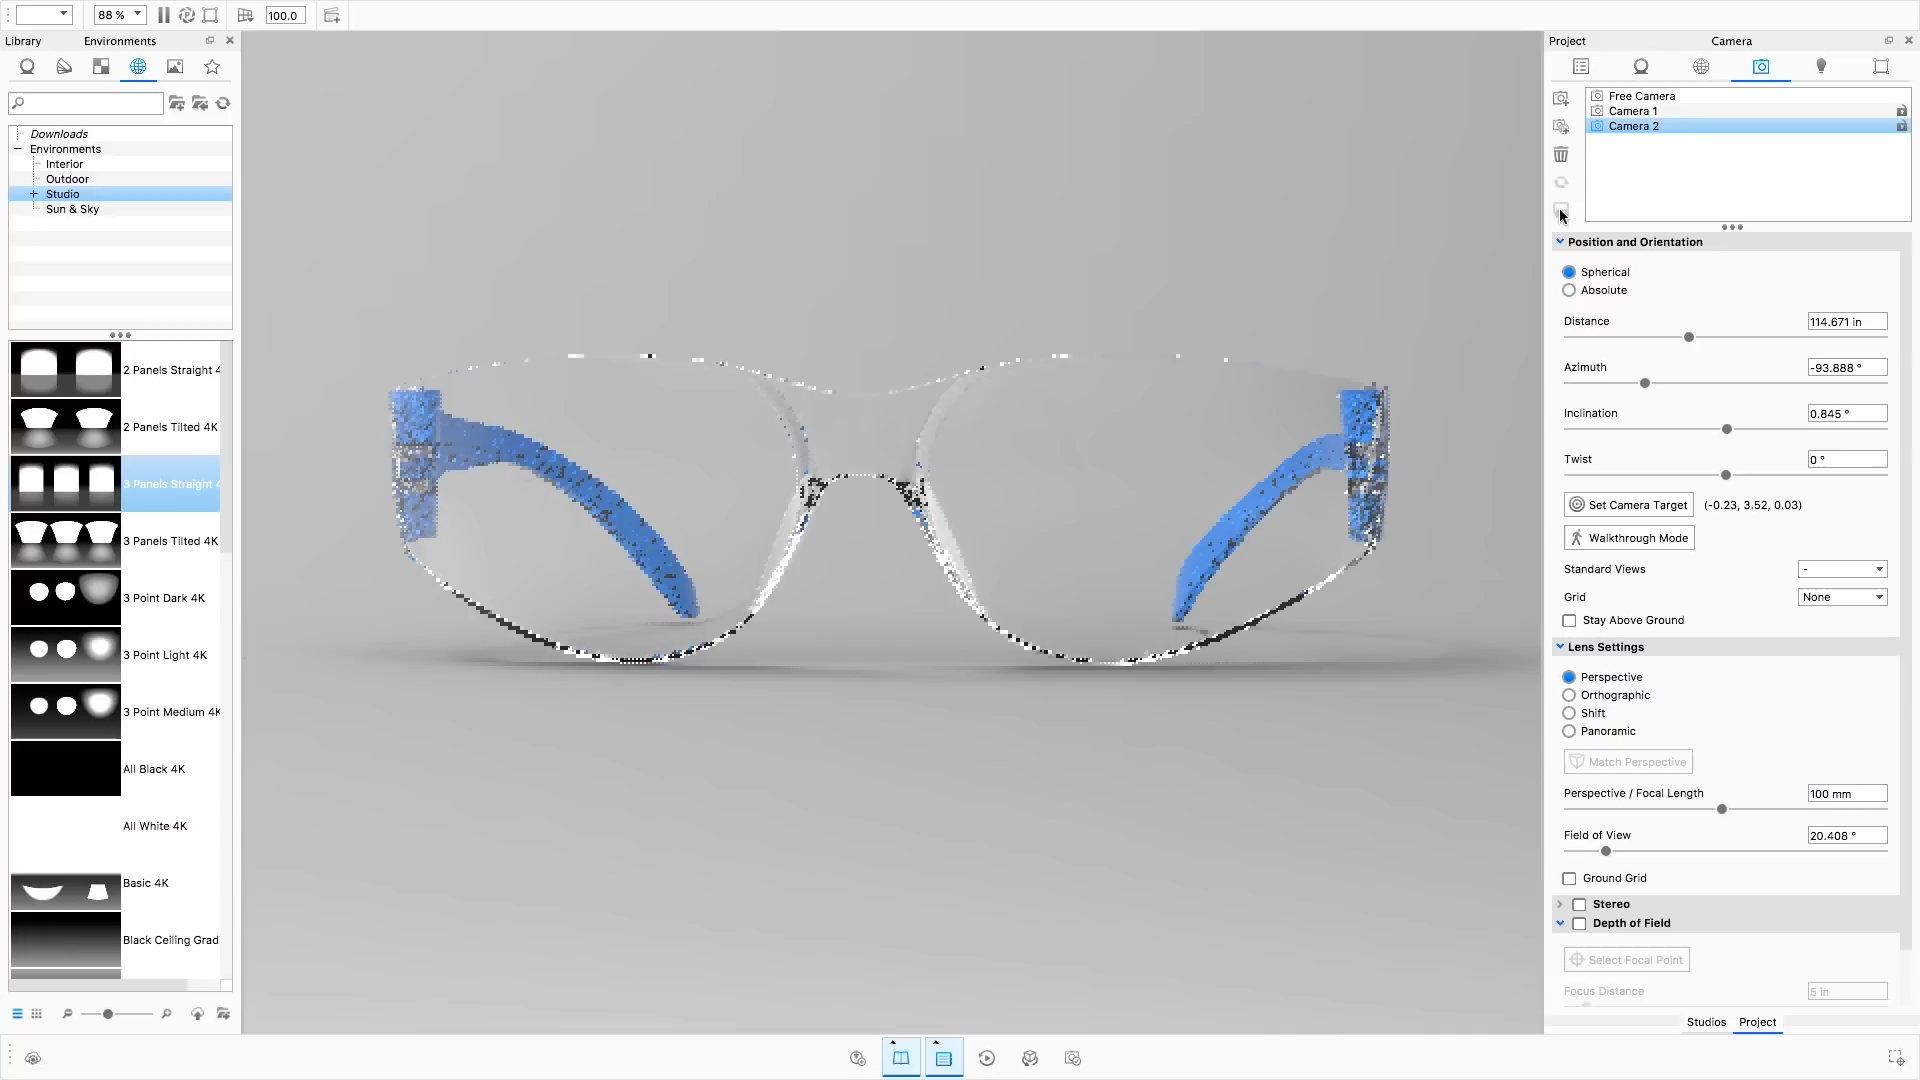 88 %
100.0
Library
Environments
Downloads
Environments
Interior
Outdoor
Studio
Sun & Sky
2 Panels Straight 4
2 Panels Tilted 4K
3 Panels Straight 4
3 Panels Tilted 4K
3 Point Dark 4K
3 Point Light 4K
3 Point Medium 4K
All Black 4K
All White 4K
Basic 4K
Black Ceiling Grad
Project
Camera
Free Camera
Camera 1
Camera 2
Position and Orientation
Spherical
Absolute
Distance 114.671 in
Azimuth -93.888 °
Inclination 0.845 °
Twist 0 °
Set Camera Target (-0.23, 3.52, 0.03)
Walkthrough Mode
Standard Views -
Grid None
Stay Above Ground
Lens Settings
Perspective
Orthographic
Shift
Panoramic
Match Perspective
Perspective / Focal Length 100 mm
Field of View 20.408 °
Ground Grid
Stereo
Depth of Field
Select Focal Point
Focus Distance 5 in
Studios Project